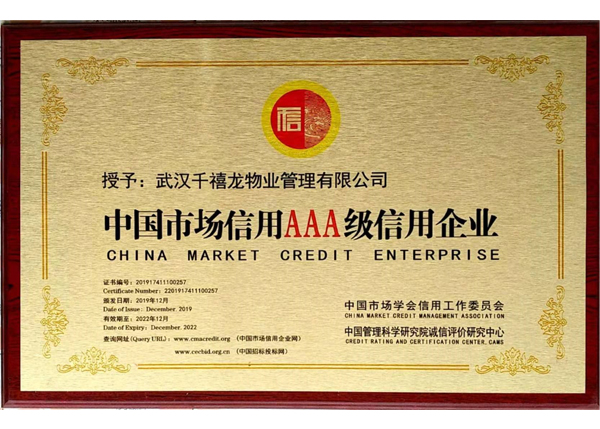 信
授予：武汉千禧龙物业管理有限公司
中国市场信用AAA级信用企业
CHINA MARKET CREDIT ENTERPRISE
证书编号：201917411100257
Certificate Number: 2201917411100257
颁发日期：2019年12月
Date of Issue: December. 2019
有效期至：2022年12月
Date of Expiry: December. 2022
查询网址(Query URL)：www.cmacredit.org （中国市场信用企业网）
www.cecbid.org.cn （中国招标投标网）
中国市场学会信用工作委员会
CHINA MARKET CREDIT MANAGEMENT ASSOCIATION
中国管理科学研究院诚信评价研究中心
CREDIT RATING AND CERTIFICATION CENTER, CAMS